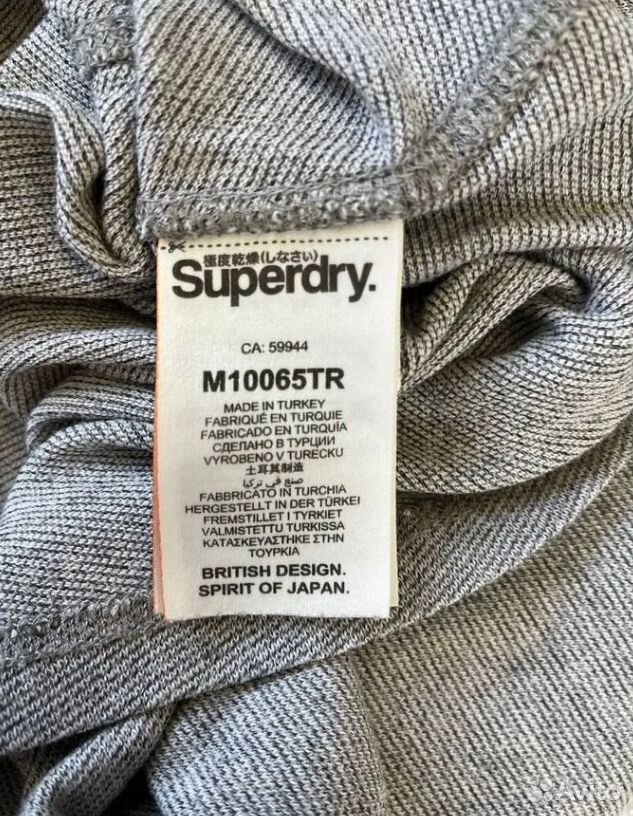 極度乾燥(しなさい)
Superdry.
CA: 59944
M10065TR
MADE IN TURKEY
FABRIQUÉ EN TURQUIE
FABRICADO EN TURQUÍA
СДЕЛАНО В ТУРЦИИ
VYROBENO V TURECKU
土耳其制造
صنع في تركيا
FABBRICATO IN TURCHIA
HERGESTELLT IN DER TÜRKEI
FREMSTILLET I TYRKIET
VALMISTETTU TURKISSA
ΚΑΤΑΣΚΕΥΑΣΤΗΚΕ ΣΤΗΝ
ΤΟΥΡΚΙΑ
BRITISH DESIGN.
SPIRIT OF JAPAN.
Avito